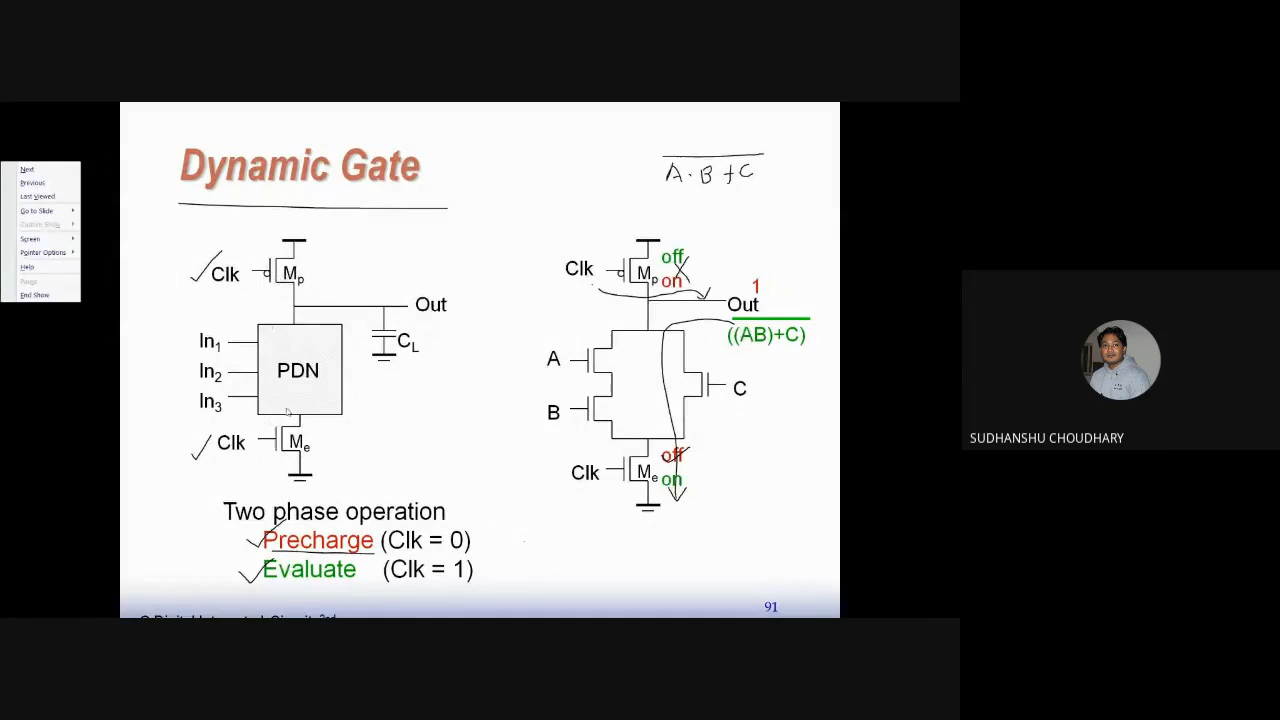 Next
Previous
Last Viewed
Go to Slide
Custom Show
Screen
Pointer Options
Help
Pause
End Show
Dynamic Gate
A·B+C
Clk
Mp
Out
In1
In2
In3
PDN
CL
Clk
Me
Clk
Mp
off
on
1
Out
((AB)+C)
A
B
C
Clk
Me
off
on
Two phase operation
Precharge (Clk = 0)
Evaluate (Clk = 1)
91
SUDHANSHU CHOUDHARY